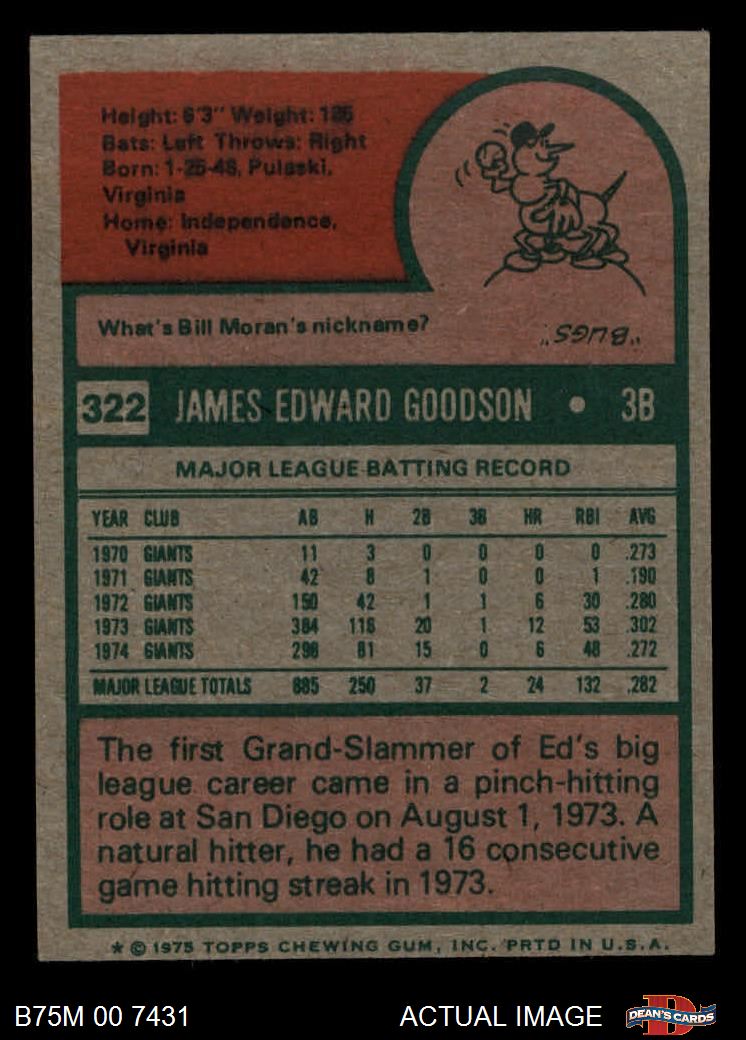 Height: 6'3" Weight: 185
Bats: Left Throws: Right
Born: 1-25-48, Pulaski,
Virginia
Home: Independence,
Virginia
What's Bill Moran's nickname?
"BUGS"
322 JAMES EDWARD GOODSON • 3B
MAJOR LEAGUE BATTING RECORD
YEAR CLUB AB H 2B 3B HR RBI AVG
1970 GIANTS 11 3 0 0 0 0 .273
1971 GIANTS 42 8 1 0 0 1 .190
1972 GIANTS 150 42 1 1 6 30 .280
1973 GIANTS 384 116 20 1 12 53 .302
1974 GIANTS 298 81 15 0 6 48 .272
MAJOR LEAGUE TOTALS 885 250 37 2 24 132 .282
The first Grand-Slammer of Ed's big
league career came in a pinch-hitting
role at San Diego on August 1, 1973. A
natural hitter, he had a 16 consecutive
game hitting streak in 1973.
* © 1975 TOPPS CHEWING GUM, INC. PRTD IN U.S.A.
B75M 00 7431 ACTUAL IMAGE
D
DEAN'S CARDS